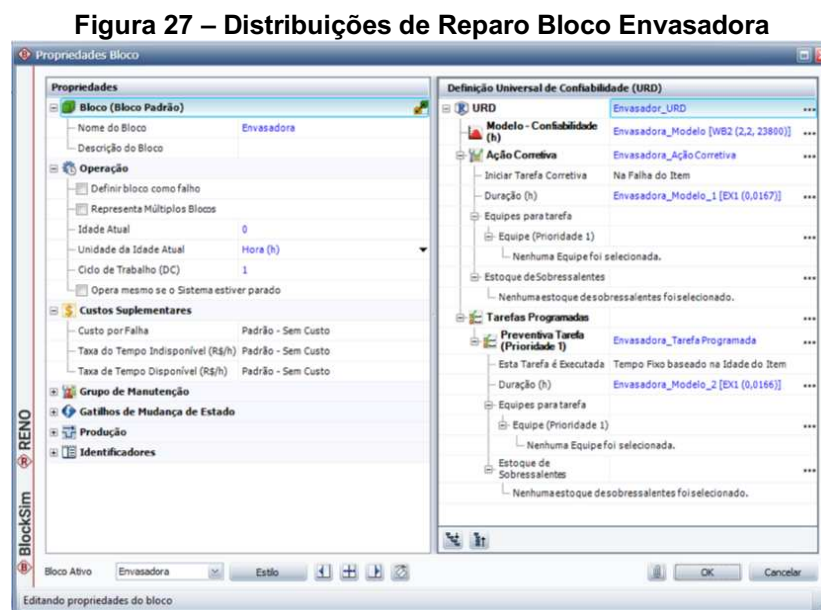 Figura 27 – Distribuições de Reparo Bloco Envasadora
Propriedades Bloco
Propriedades
Bloco (Bloco Padrão)
Nome do Bloco Envasadora
Descrição do Bloco
Operação
Definir bloco como falho
Representa Múltiplos Blocos
Idade Atual 0
Unidade da Idade Atual Hora (h)
Ciclo de Trabalho (DC) 1
Opera mesmo se o Sistema estiver parado
Custos Suplementares
Custo por Falha Padrão - Sem Custo
Taxa do Tempo Indisponível (R$/h) Padrão - Sem Custo
Taxa de Tempo Disponível (R$/h) Padrão - Sem Custo
Grupo de Manutenção
Gatilhos de Mudança de Estado
Produção
Identificadores
Definição Universal de Confiabilidade (URD)
URD Envasador_URD ...
Modelo - Confiabilidade (h) Envasadora_Modelo [WB2 (2,2, 23800)] ...
Ação Corretiva Envasadora_Ação Corretiva ...
Iniciar Tarefa Corretiva Na Falha do Item
Duração (h) Envasadora_Modelo_1 [EX1 (0,0167)] ...
Equipes para tarefa
Equipe (Prioridade 1) ...
Nenhuma Equipe foi selecionada.
Estoque de Sobressalentes ...
Nenhuma estoque de sobressalentes foi selecionado.
Tarefas Programadas ...
Preventiva Tarefa (Prioridade 1) Envasadora_Tarefa Programada ...
Esta Tarefa é Executada Tempo Fixo baseado na Idade do Item
Duração (h) Envasadora_Modelo_2 [EX1 (0,0166)] ...
Equipes para tarefa
Equipe (Prioridade 1) ...
Nenhuma Equipe foi selecionada.
Estoque de Sobressalentes ...
Nenhuma estoque de sobressalentes foi selecionado.
BlockSim RENO
Bloco Ativo Envasadora Estilo OK Cancelar
Editando propriedades do bloco